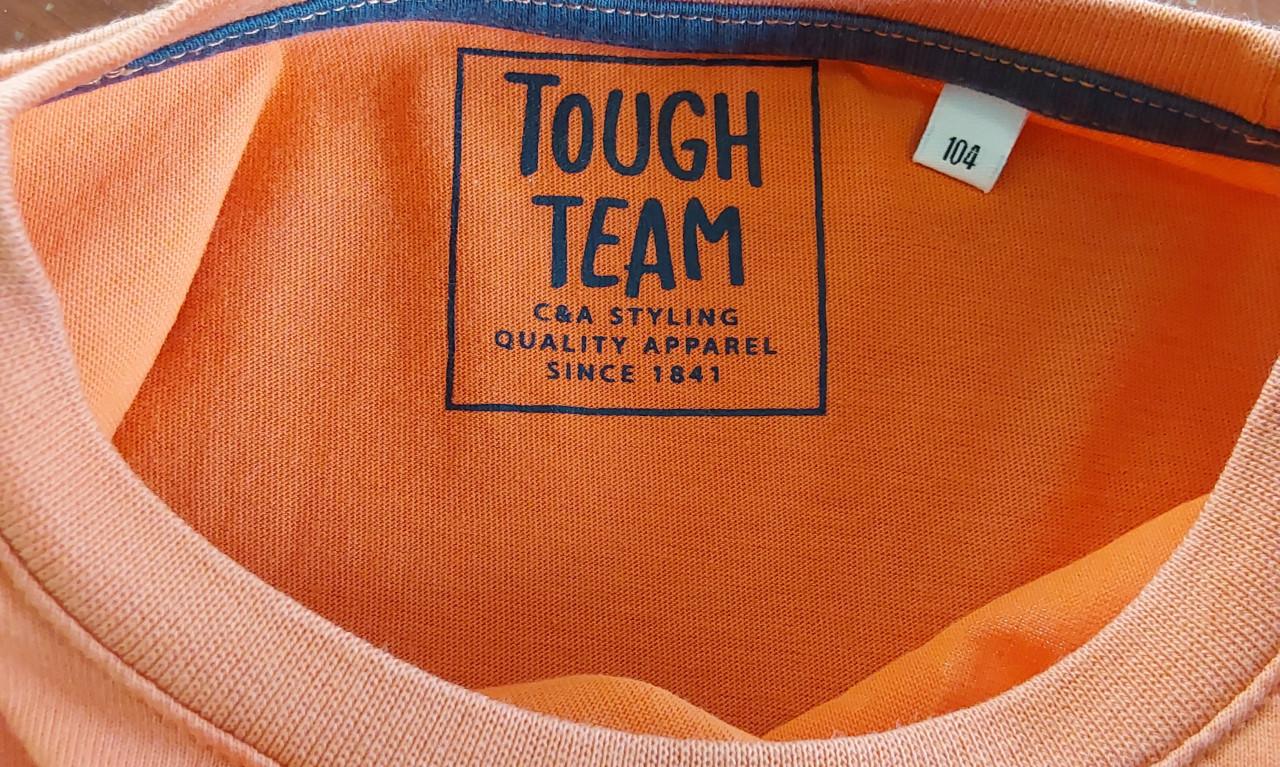 TOUGH
TEAM
C&A STYLING
QUALITY APPAREL
SINCE 1841
104